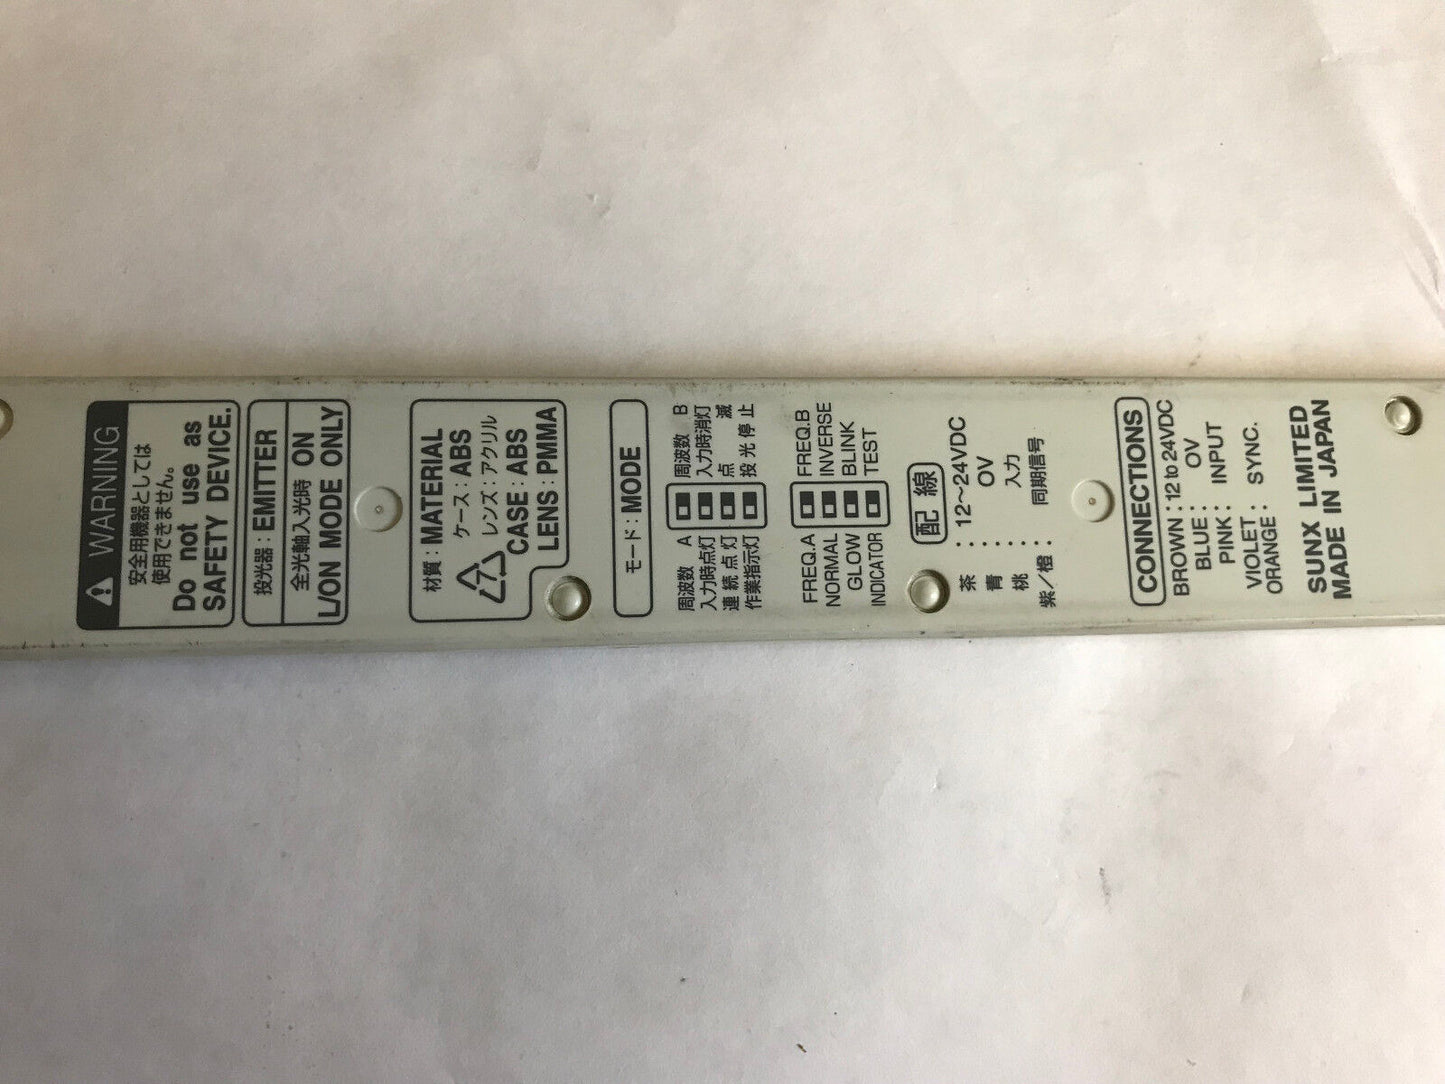 WARNING
安全用機器としては
使用できません。
Do not use as
SAFETY DEVICE.
投光器：EMITTER
全光軸入光時 ON
L/ON MODE ONLY
材質：MATERIAL
ケース：ABS
レンズ：アクリル
7
CASE：ABS
LENS：PMMA
モード：MODE
周波数 A 周波数 B
入力時点灯 入力時消灯
連続点灯 点 滅
作業指示灯 投光停止
FREQ.A FREQ.B
NORMAL INVERSE
GLOW BLINK
INDICATOR TEST
配線
茶：12〜24VDC
青：0V
桃：入力
紫／橙：同期信号
CONNECTIONS
BROWN：12 to 24VDC
BLUE：0V
PINK：INPUT
VIOLET
ORANGE：SYNC.
SUNX LIMITED
MADE IN JAPAN